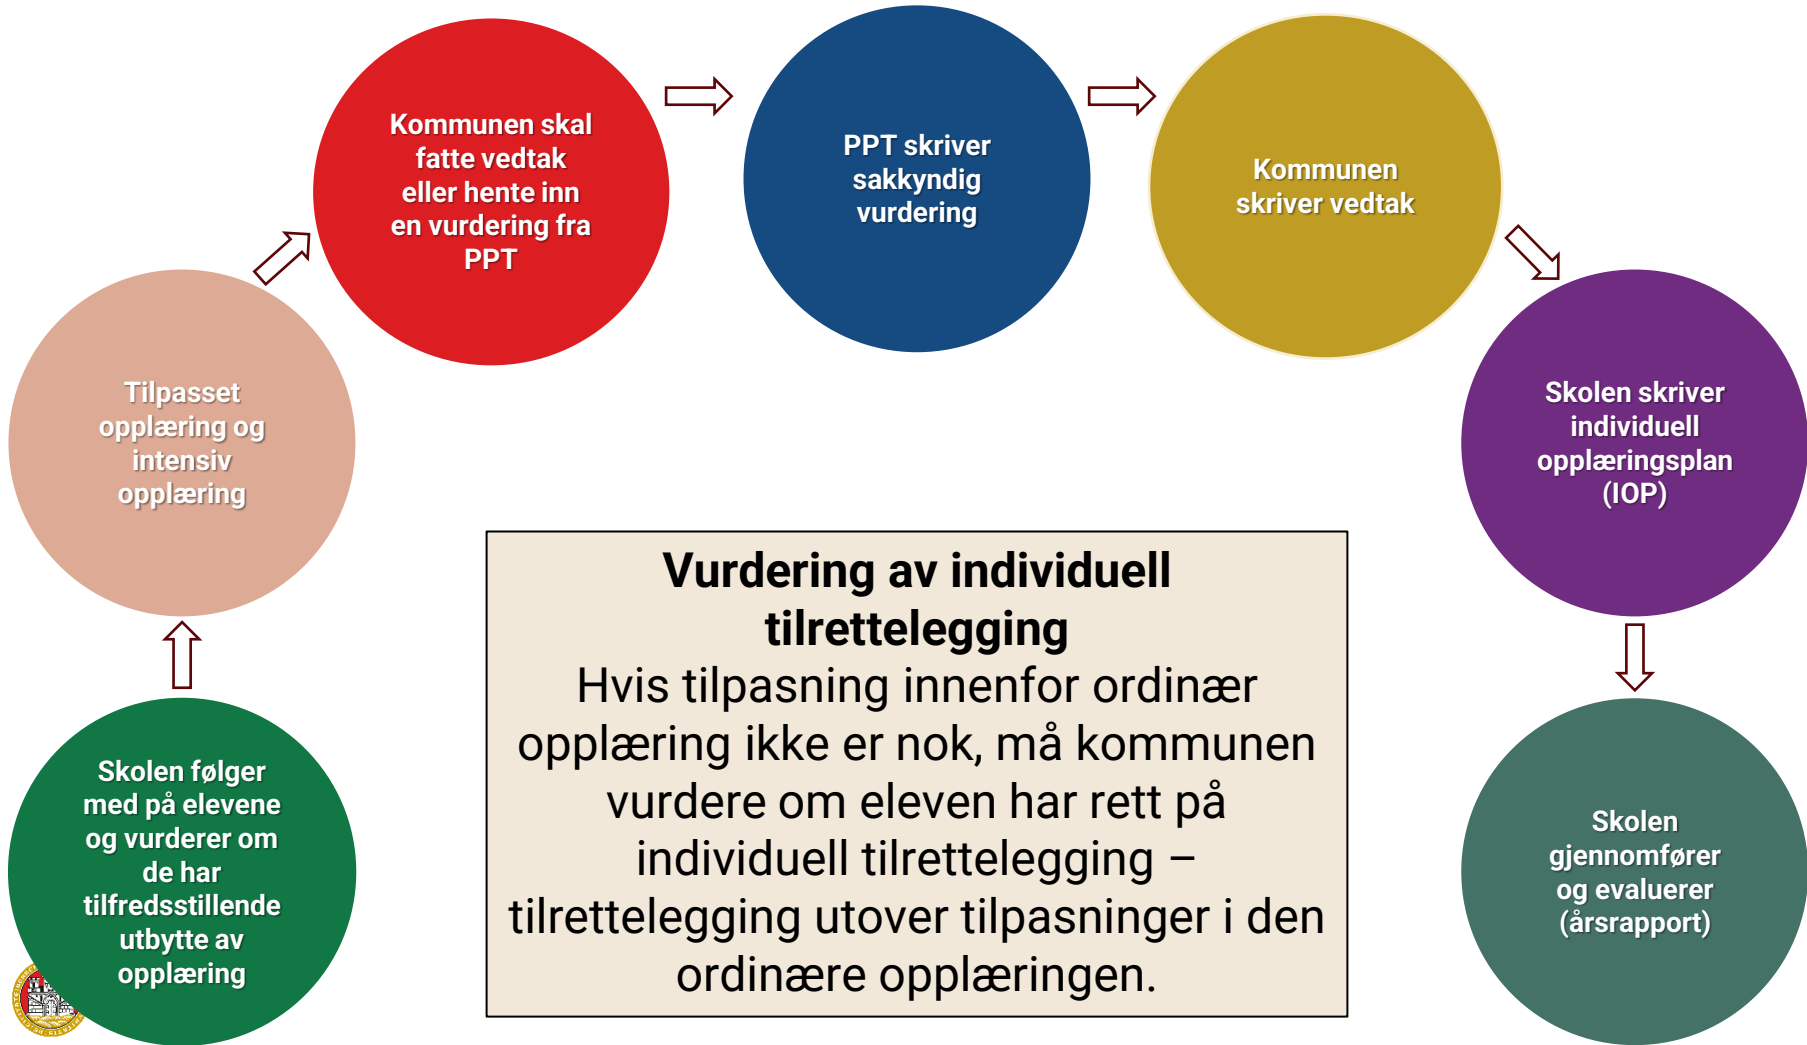 Skolen følger
med på elevene
og vurderer om
de har
tilfredsstillende
utbytte av
opplæring
Tilpasset
opplæring og
intensiv
opplæring
Kommunen skal
fatte vedtak
eller hente inn
en vurdering fra
PPT
PPT skriver
sakkyndig
vurdering
Kommunen
skriver vedtak
Skolen skriver
individuell
opplæringsplan
(IOP)
Skolen
gjennomfører
og evaluerer
(årsrapport)
Vurdering av individuell
tilrettelegging
Hvis tilpasning innenfor ordinær
opplæring ikke er nok, må kommunen
vurdere om eleven har rett på
individuell tilrettelegging –
tilrettelegging utover tilpasninger i den
ordinære opplæringen.